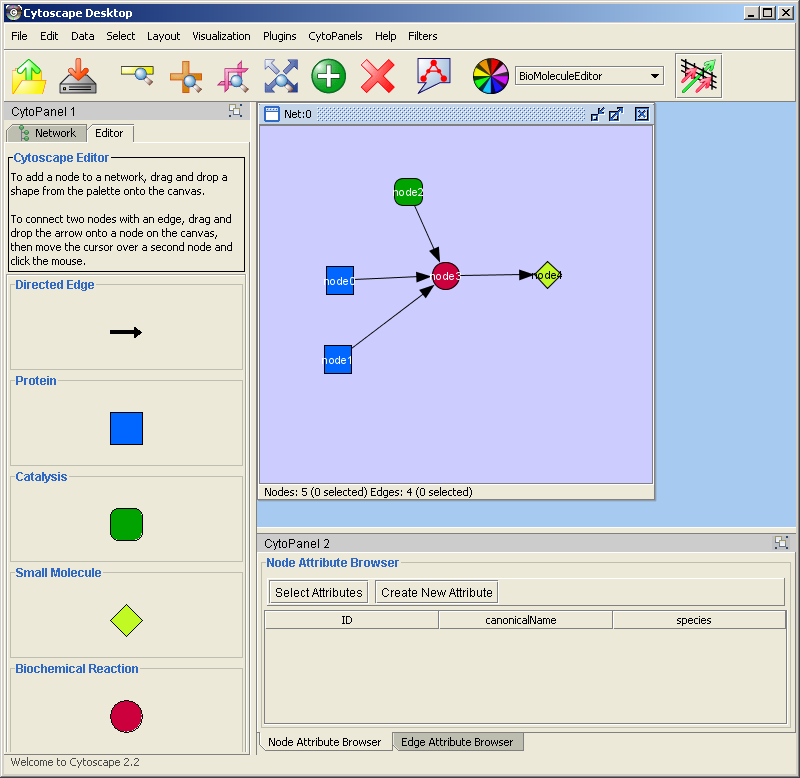 Cytoscape Desktop
File Edit Data Select Layout Visualization Plugins CytoPanels Help Filters
BioMoleculeEditor
CytoPanel 1
Network Editor
Cytoscape Editor
To add a node to a network, drag and drop a
shape from the palette onto the canvas.
To connect two nodes with an edge, drag and
drop the arrow onto a node on the canvas,
then move the cursor over a second node and
click the mouse.
Directed Edge
Protein
Catalysis
Small Molecule
Biochemical Reaction
Net:0
node2
node0
node3
node4
node1
Nodes: 5 (0 selected) Edges: 4 (0 selected)
CytoPanel 2
Node Attribute Browser
Select Attributes Create New Attribute
ID canonicalName species
Node Attribute Browser Edge Attribute Browser
Welcome to Cytoscape 2.2